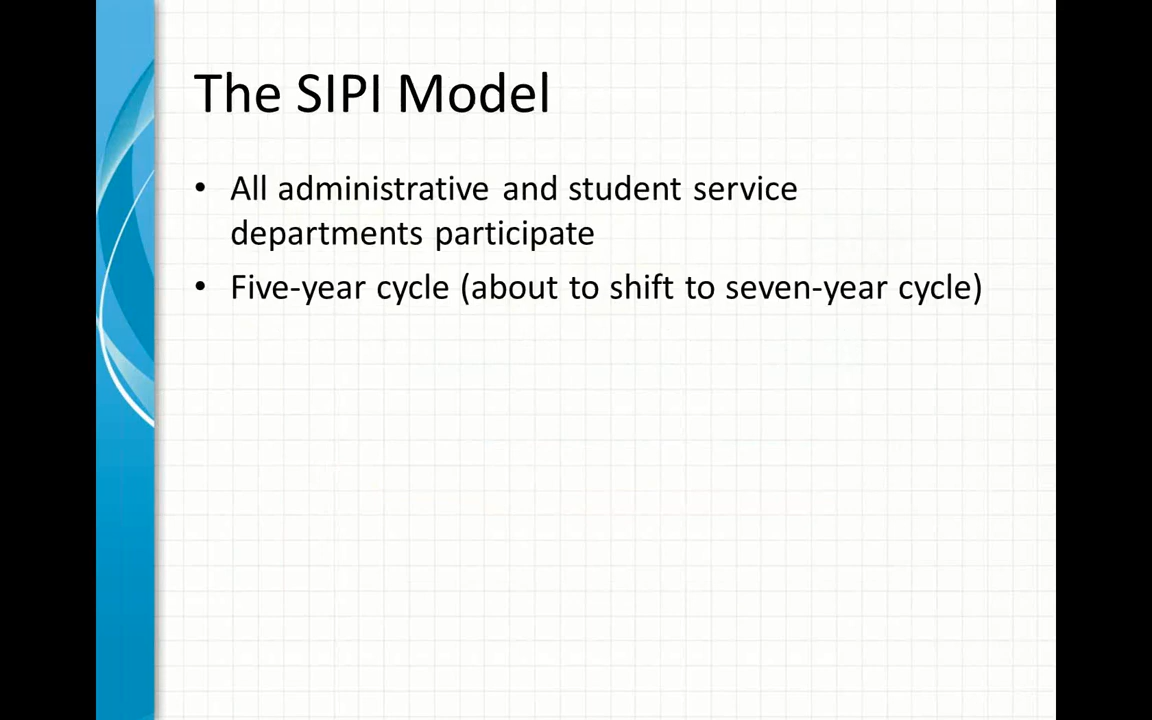 The SIPI Model
• All administrative and student service
departments participate
• Five-year cycle (about to shift to seven-year cycle)